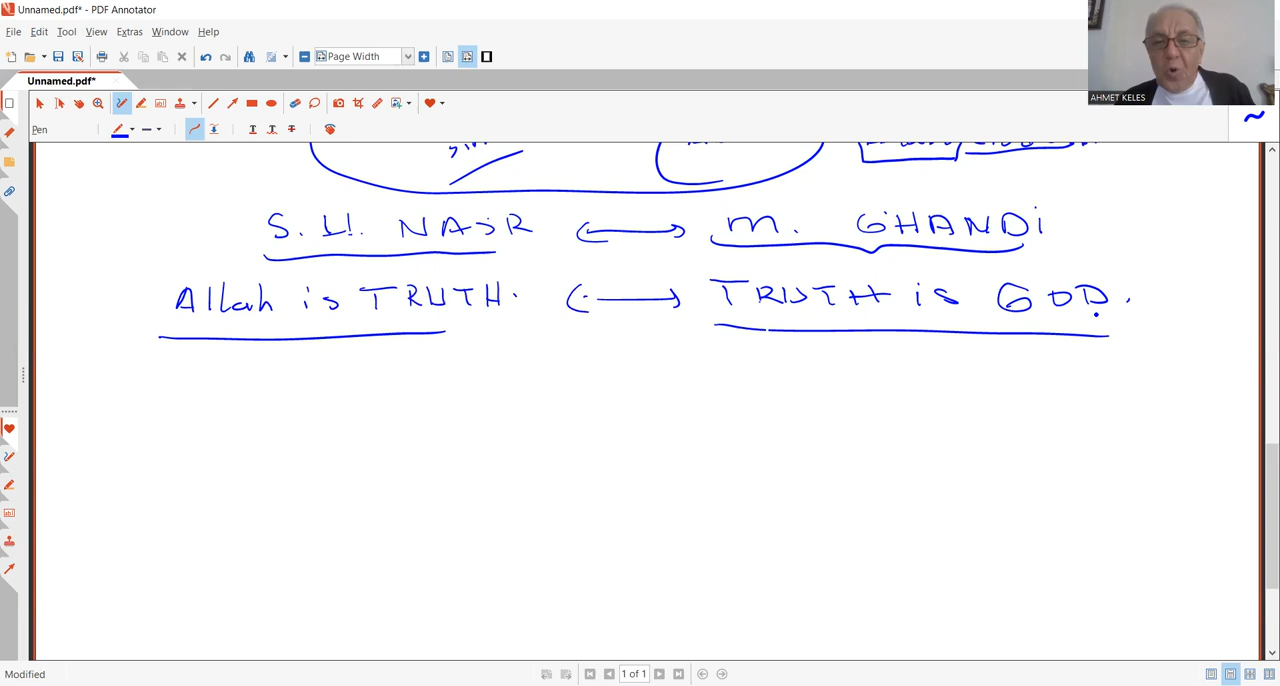 Unnamed.pdf* - PDF Annotator
File Edit Tool View Extras Window Help
Page Width
Unnamed.pdf*
AHMET KELES
Pen
S. H. NASR ⟷ M. GHANDi
Allah is TRUTH. ⟷ TRUTH is GOD.
Modified
1 of 1